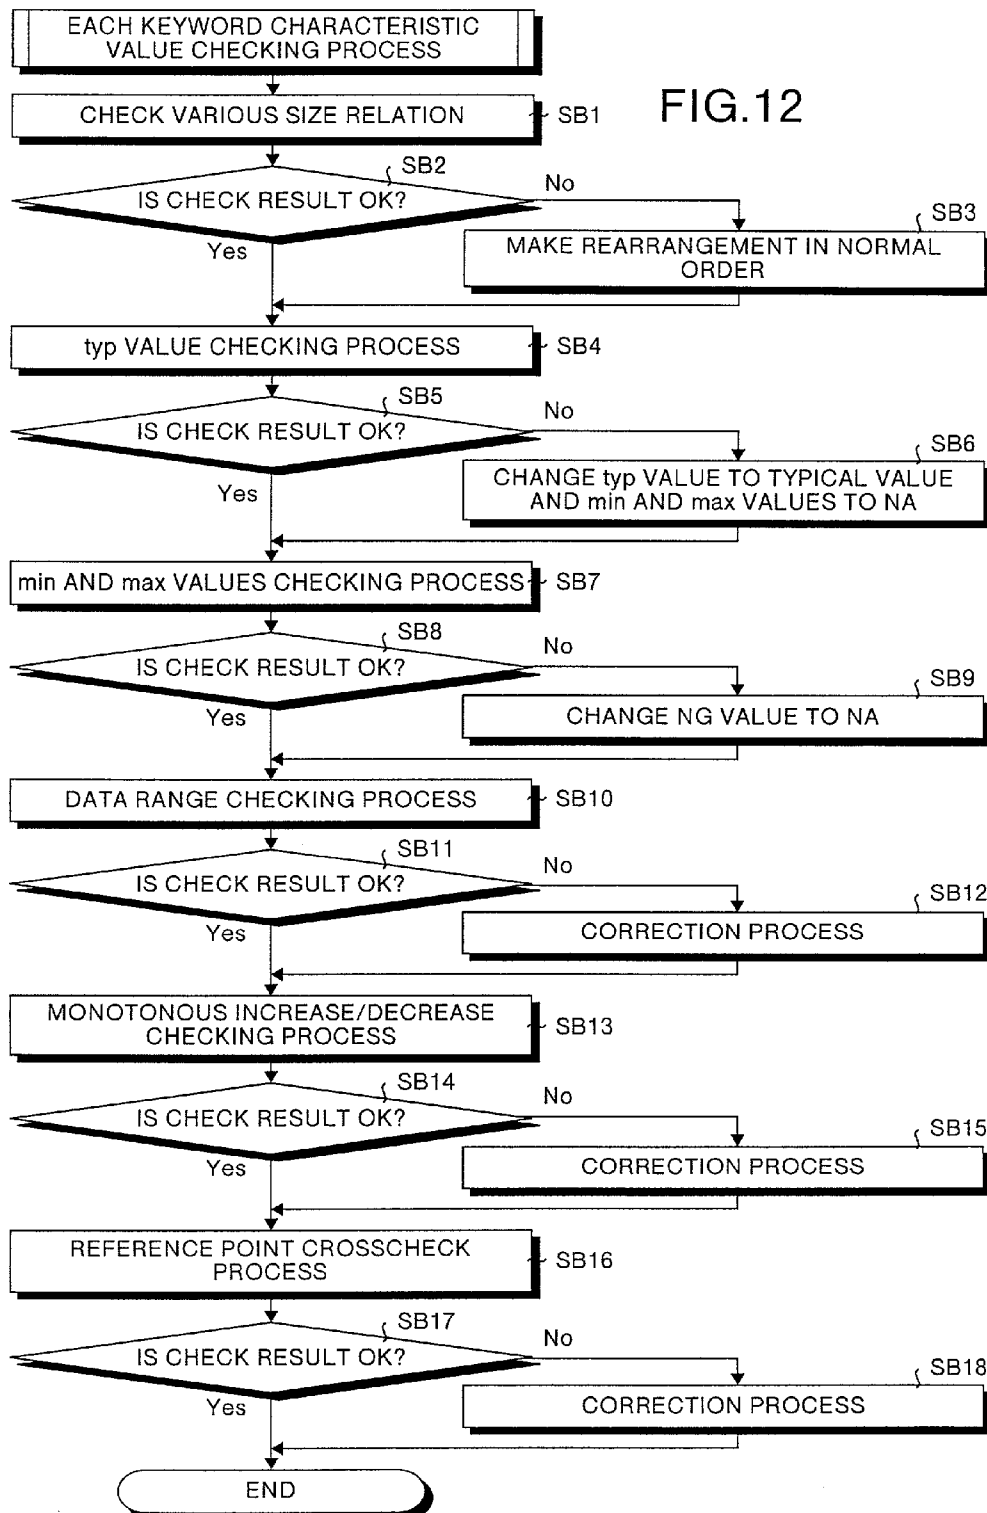 EACH KEYWORD CHARACTERISTIC
VALUE CHECKING PROCESS
FIG.12
CHECK VARIOUS SIZE RELATION
SB1
SB2
IS CHECK RESULT OK?
No
Yes
SB3
MAKE REARRANGEMENT IN NORMAL
ORDER
typ VALUE CHECKING PROCESS
SB4
SB5
IS CHECK RESULT OK?
No
Yes
SB6
CHANGE typ VALUE TO TYPICAL VALUE
AND min AND max VALUES TO NA
min AND max VALUES CHECKING PROCESS
SB7
SB8
IS CHECK RESULT OK?
No
Yes
SB9
CHANGE NG VALUE TO NA
DATA RANGE CHECKING PROCESS
SB10
SB11
IS CHECK RESULT OK?
No
Yes
SB12
CORRECTION PROCESS
MONOTONOUS INCREASE/DECREASE
CHECKING PROCESS
SB13
SB14
IS CHECK RESULT OK?
No
Yes
SB15
CORRECTION PROCESS
REFERENCE POINT CROSSCHECK
PROCESS
SB16
SB17
IS CHECK RESULT OK?
No
Yes
SB18
CORRECTION PROCESS
END